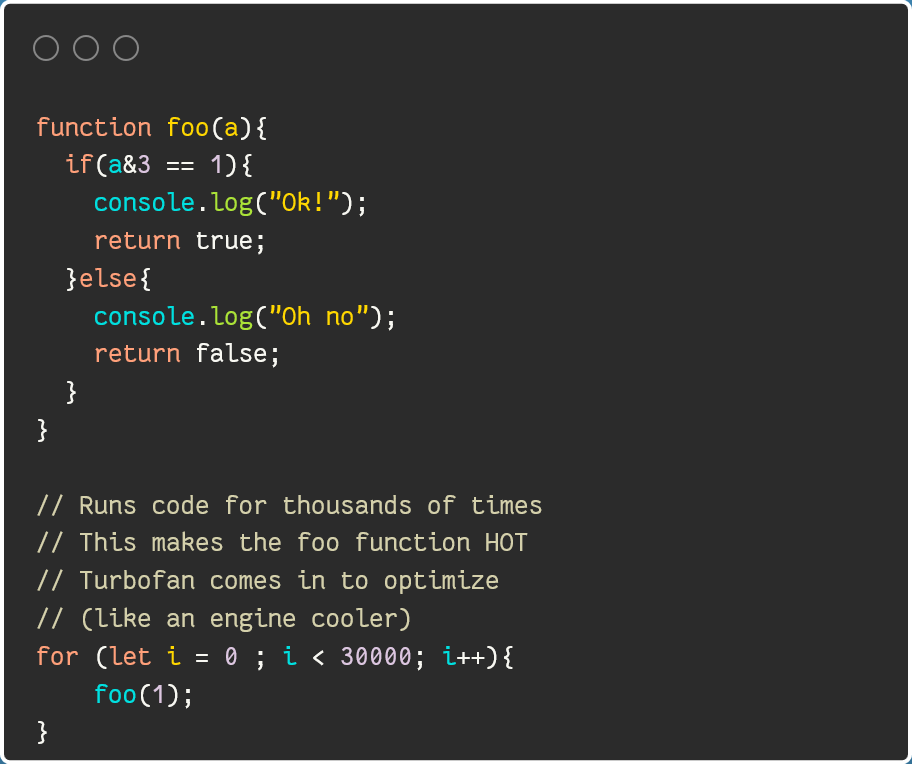 function foo(a){
  if(a&3 == 1){
    console.log("Ok!");
    return true;
  }else{
    console.log("Oh no");
    return false;
  }
}

// Runs code for thousands of times
// This makes the foo function HOT
// Turbofan comes in to optimize
// (like an engine cooler)
for (let i = 0 ; i < 30000; i++){
    foo(1);
}